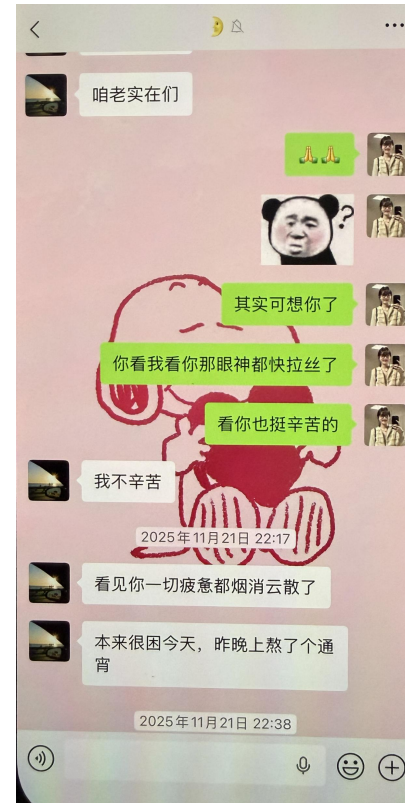 咱老实在们
🙏🙏
?
其实可想你了
你看我看你那眼神都快拉丝了
看你也挺辛苦的
我不辛苦
2025年11月21日 22:17
看见你一切疲惫都烟消云散了
本来很困今天，昨晚上熬了个通
宵
2025年11月21日 22:38